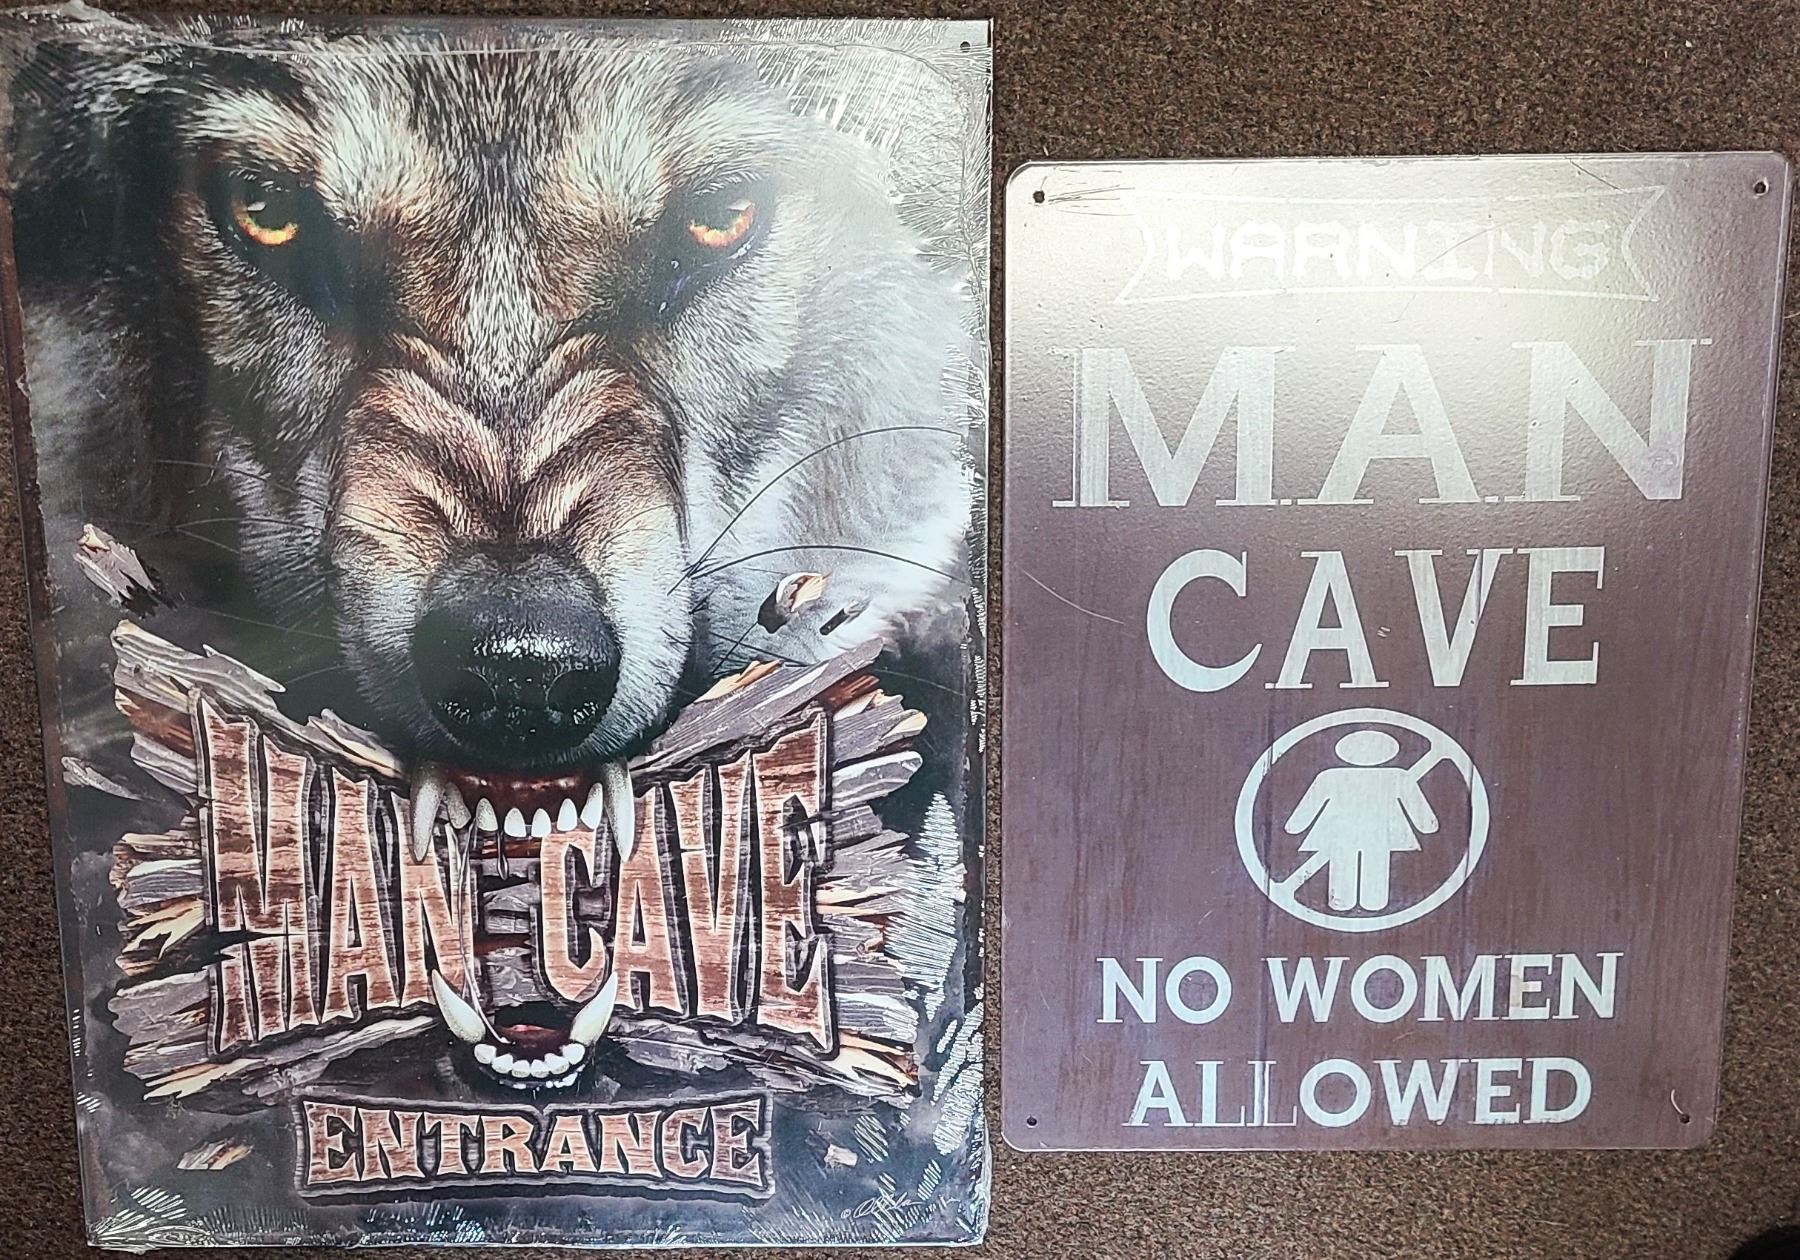 MAN CAVE
ENTRANCE
WARNING
MAN
CAVE
NO WOMEN
ALLOWED